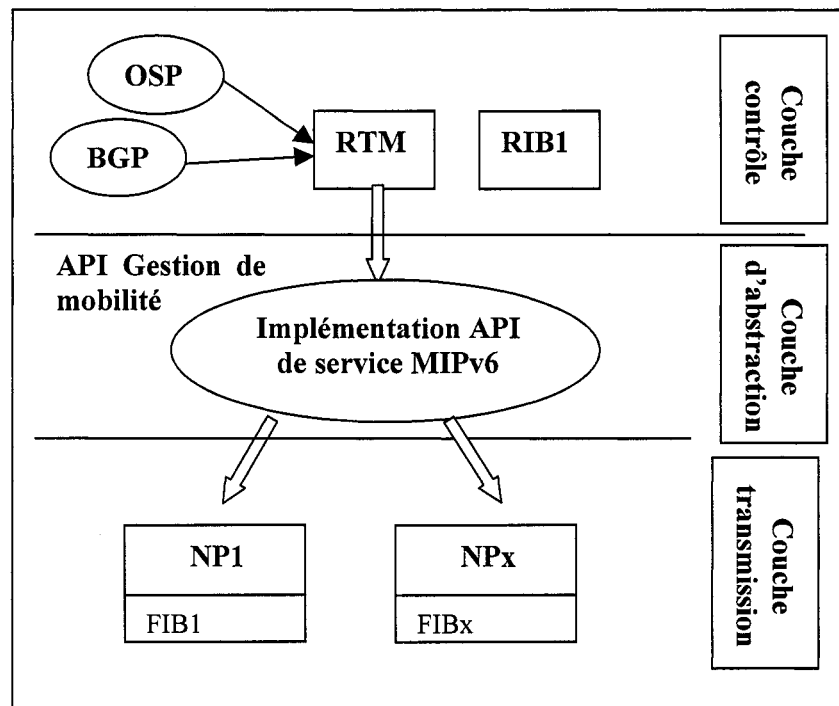 OSP
BGP
RTM
RIB1
Couche
contrôle
API Gestion de
mobilité
Implémentation API
de service MIPv6
Couche
d'abstraction
NP1
FIB1
NPx
FIBx
Couche
transmission